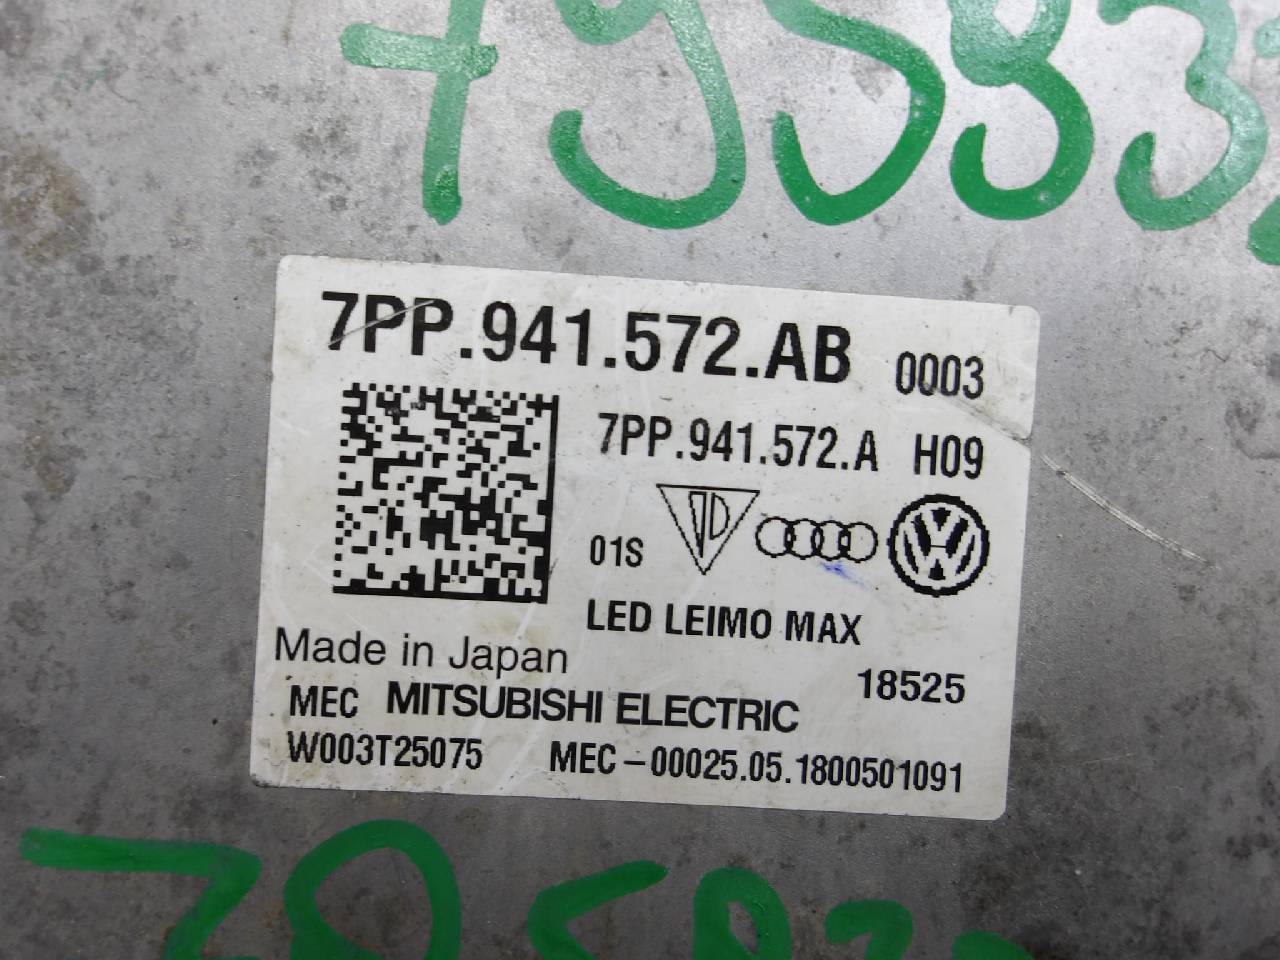 7PP.941.572.AB 0003
7PP.941.572.A H09
01S
LED LEIMO MAX
Made in Japan
18525
MEC MITSUBISHI ELECTRIC
W003T25075 MEC-00025.05.1800501091